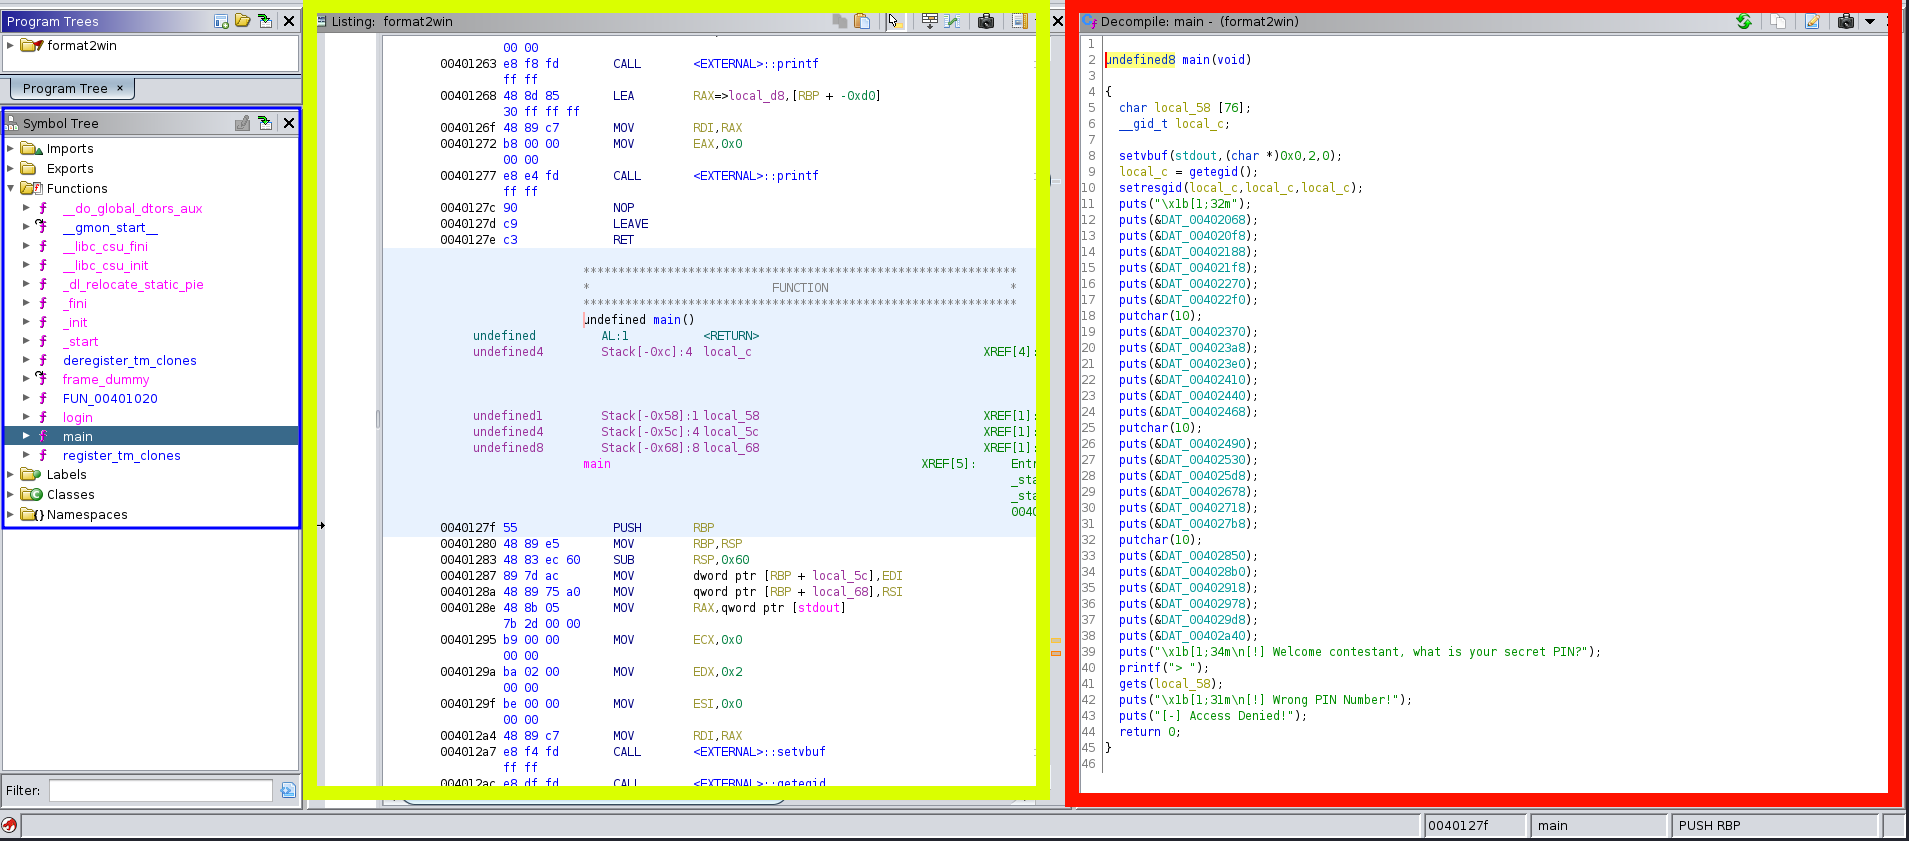 Program Trees
format2win
Program Tree ×
Symbol Tree
Imports
Exports
Functions
f __do_global_dtors_aux
f __gmon_start__
f __libc_csu_fini
f __libc_csu_init
f _dl_relocate_static_pie
f _fini
f _init
f _start
f deregister_tm_clones
f frame_dummy
f FUN_00401020
f login
f main
f register_tm_clones
Labels
Classes
Namespaces
Filter:
Listing: format2win
00 00
00401263 e8 f8 fd CALL <EXTERNAL>::printf
ff ff
00401268 48 8d 85 LEA RAX=>local_d8,[RBP + -0xd0]
30 ff ff ff
0040126f 48 89 c7 MOV RDI,RAX
00401272 b8 00 00 MOV EAX,0x0
00 00
00401277 e8 e4 fd CALL <EXTERNAL>::printf
ff ff
0040127c 90 NOP
0040127d c9 LEAVE
0040127e c3 RET
**************************************************************
* FUNCTION *
**************************************************************
undefined main()
undefined AL:1 <RETURN>
undefined4 Stack[-0xc]:4 local_c XREF[4]:
undefined1 Stack[-0x58]:1 local_58 XREF[1]:
undefined4 Stack[-0x5c]:4 local_5c XREF[1]:
undefined8 Stack[-0x68]:8 local_68 XREF[1]:
main XREF[5]: Entr
_sta
_sta
0040
0040127f 55 PUSH RBP
00401280 48 89 e5 MOV RBP,RSP
00401283 48 83 ec 60 SUB RSP,0x60
00401287 89 7d ac MOV dword ptr [RBP + local_5c],EDI
0040128a 48 89 75 a0 MOV qword ptr [RBP + local_68],RSI
0040128e 48 8b 05 MOV RAX,qword ptr [stdout]
7b 2d 00 00
00401295 b9 00 00 MOV ECX,0x0
00 00
0040129a ba 02 00 MOV EDX,0x2
00 00
0040129f be 00 00 MOV ESI,0x0
00 00
004012a4 48 89 c7 MOV RDI,RAX
004012a7 e8 f4 fd CALL <EXTERNAL>::setvbuf
ff ff
004012ac e8 df fd CALL <EXTERNAL>::getegid
Decompile: main - (format2win)
1
2 undefined8 main(void)
3
4 {
5 char local_58 [76];
6 __gid_t local_c;
7
8 setvbuf(stdout,(char *)0x0,2,0);
9 local_c = getegid();
10 setresgid(local_c,local_c,local_c);
11 puts("\x1b[1;32m");
12 puts(&DAT_00402068);
13 puts(&DAT_004020f8);
14 puts(&DAT_00402188);
15 puts(&DAT_004021f8);
16 puts(&DAT_00402270);
17 puts(&DAT_004022f0);
18 putchar(10);
19 puts(&DAT_00402370);
20 puts(&DAT_004023a8);
21 puts(&DAT_004023e0);
22 puts(&DAT_00402410);
23 puts(&DAT_00402440);
24 puts(&DAT_00402468);
25 putchar(10);
26 puts(&DAT_00402490);
27 puts(&DAT_00402530);
28 puts(&DAT_004025d8);
29 puts(&DAT_00402678);
30 puts(&DAT_00402718);
31 puts(&DAT_004027b8);
32 putchar(10);
33 puts(&DAT_00402850);
34 puts(&DAT_004028b0);
35 puts(&DAT_00402918);
36 puts(&DAT_00402978);
37 puts(&DAT_004029d8);
38 puts(&DAT_00402a40);
39 puts("\x1b[1;34m\n[!] Welcome contestant, what is your secret PIN?");
40 printf("> ");
41 gets(local_58);
42 puts("\x1b[1;31m\n[!] Wrong PIN Number!");
43 puts("[-] Access Denied!");
44 return 0;
45 }
46
0040127f
main
PUSH RBP